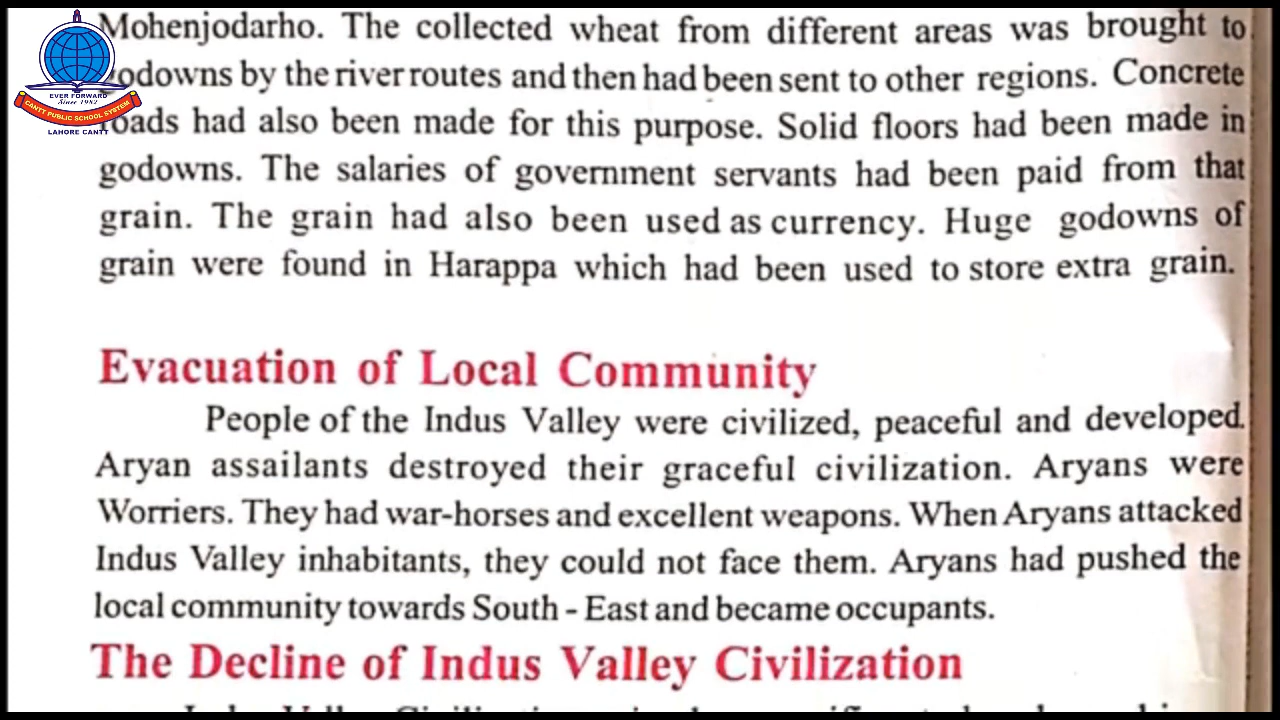 Mohenjodarho. The collected wheat from different areas was brought to
godowns by the river routes and then had been sent to other regions. Concrete
roads had also been made for this purpose. Solid floors had been made in
godowns. The salaries of government servants had been paid from that
grain. The grain had also been used as currency. Huge godowns of
grain were found in Harappa which had been used to store extra grain.
Evacuation of Local Community
People of the Indus Valley were civilized, peaceful and developed.
Aryan assailants destroyed their graceful civilization. Aryans were
Worriers. They had war-horses and excellent weapons. When Aryans attacked
Indus Valley inhabitants, they could not face them. Aryans had pushed the
local community towards South - East and became occupants.
The Decline of Indus Valley Civilization
EVER FORWARD
Since 1982
CANTT PUBLIC SCHOOL SYSTEM
LAHORE CANTT